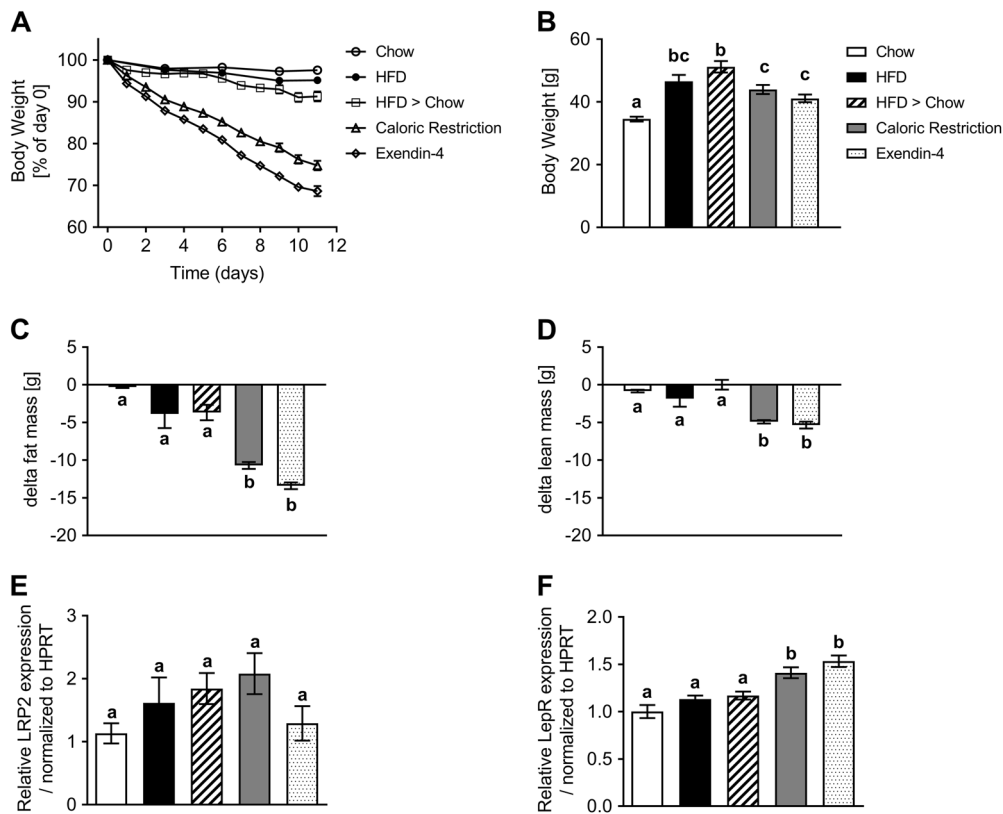 A
Body Weight
[% of day 0]
100
90
80
70
60
0 2 4 6 8 10 12
Time (days)
Chow
HFD
HFD > Chow
Caloric Restriction
Exendin-4
B
Body Weight [g]
60
40
20
0
a bc b c c
Chow
HFD
HFD > Chow
Caloric Restriction
Exendin-4
C
delta fat mass [g]
5
0
-5
-10
-15
-20
a a a b b
D
delta lean mass [g]
5
0
-5
-10
-15
-20
a a a b b
E
Relative LRP2 expression
/ normalized to HPRT
3
2
1
0
a a a a a
F
Relative LepR expression
/ normalized to HPRT
2.0
1.5
1.0
0.5
0.0
a a a b b